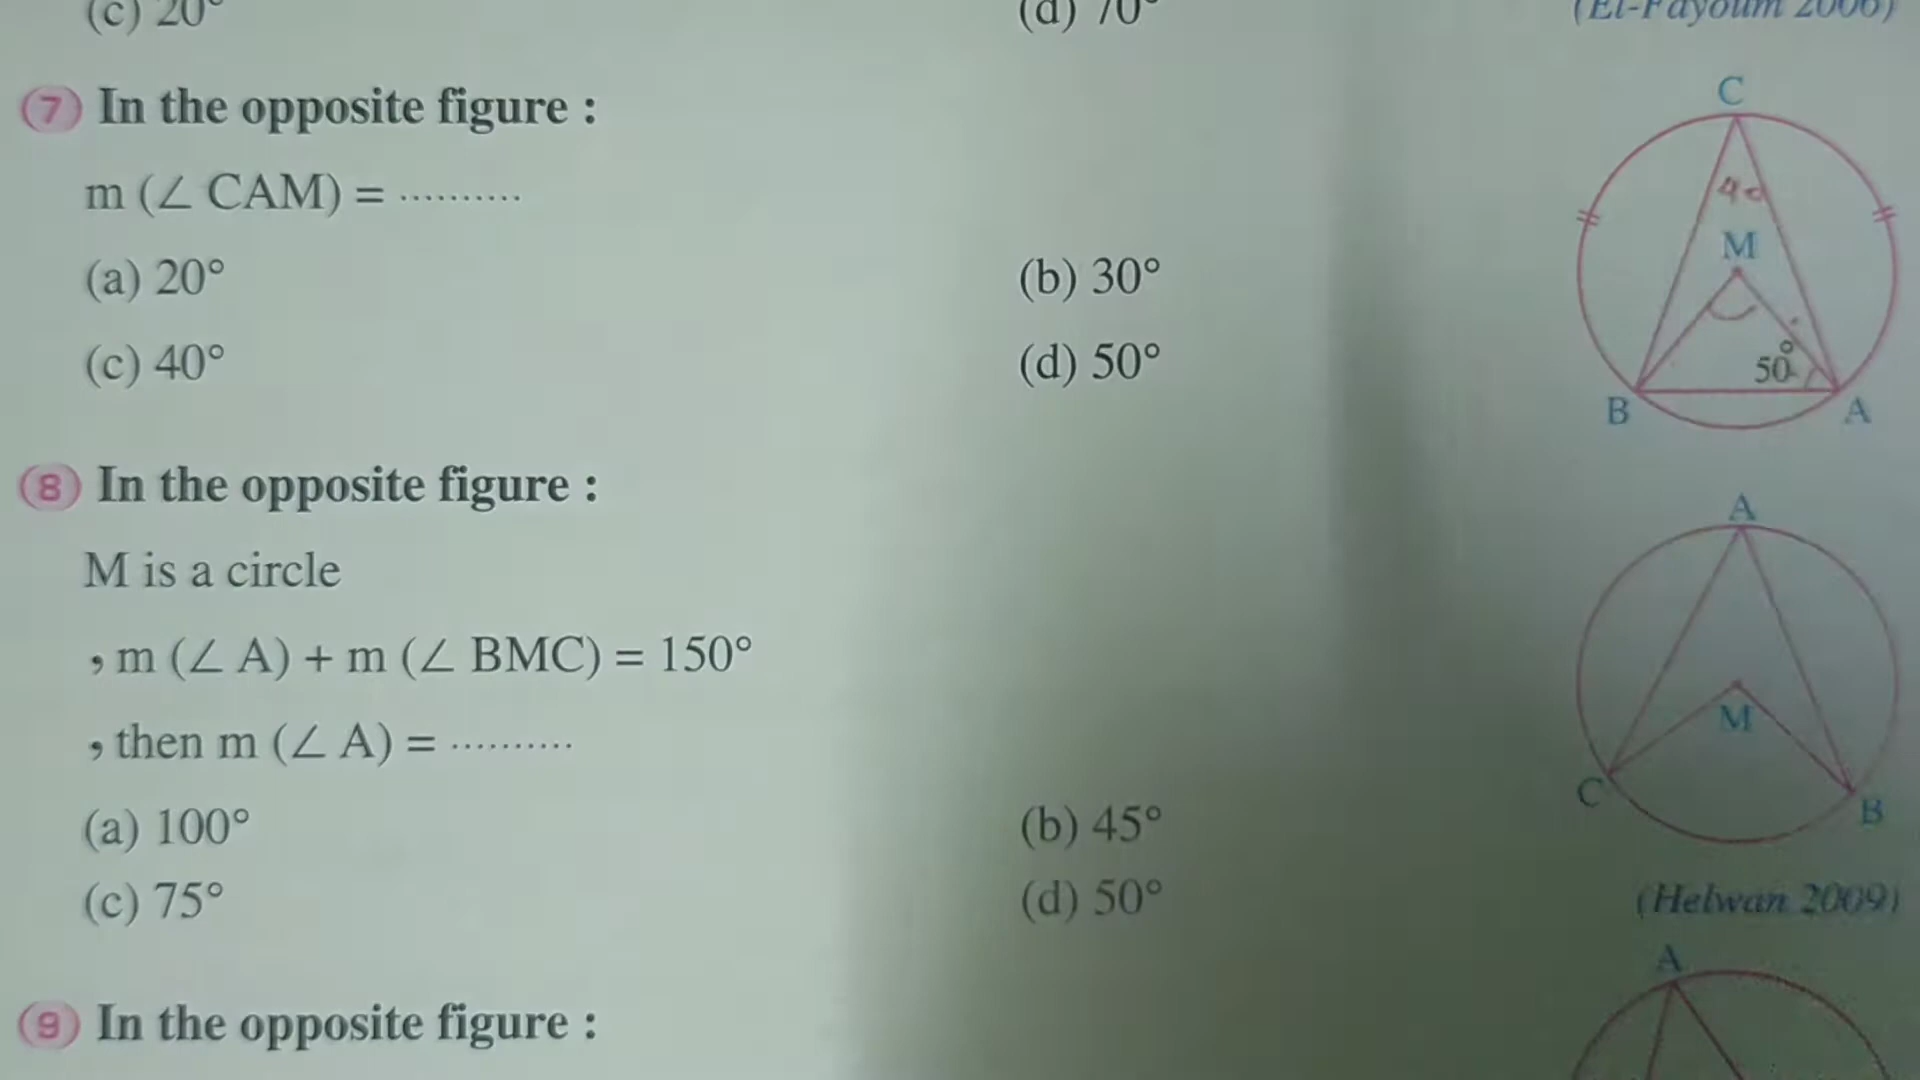 (c) 20°
(d) 70°
(El-Fayoum 2006)
(7) In the opposite figure :
m (∠ CAM) = ..........
(a) 20°
(b) 30°
(c) 40°
(d) 50°
C
40
M
50°
B
A
(8) In the opposite figure :
M is a circle
, m (∠ A) + m (∠ BMC) = 150°
, then m (∠ A) = ..........
(a) 100°
(b) 45°
(c) 75°
(d) 50°
A
M
C
B
(Helwan 2009)
(9) In the opposite figure :
A